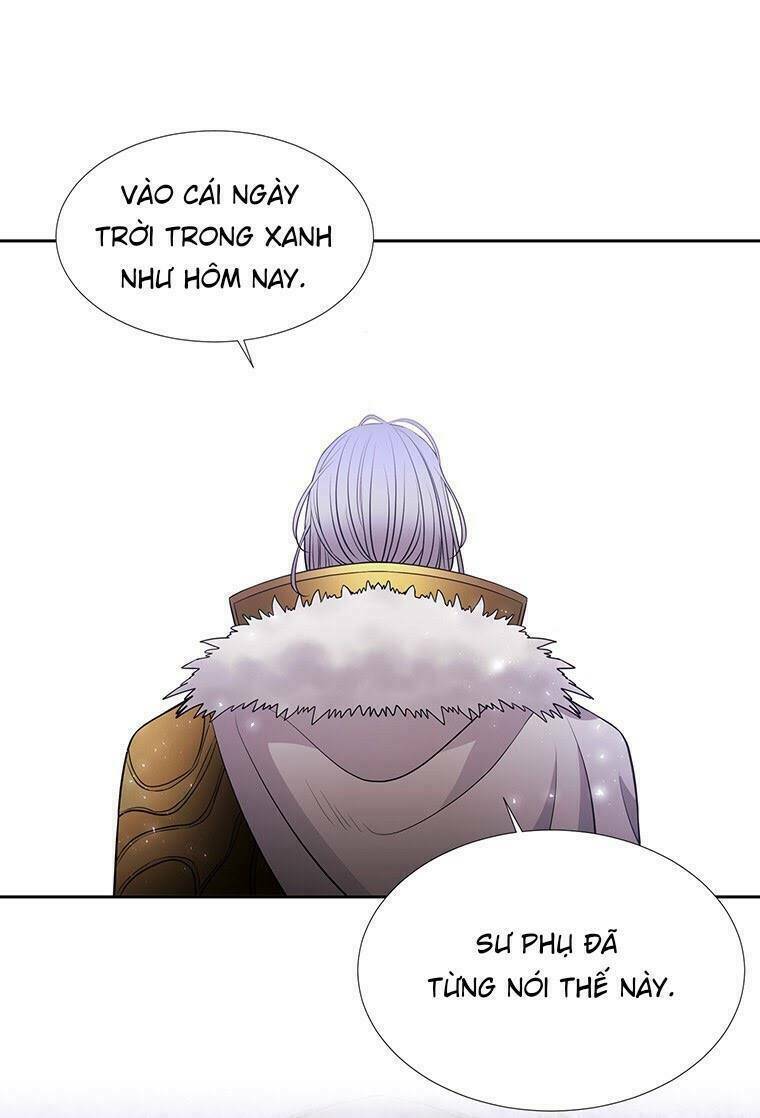 VÀO CÁI NGÀY
TRỜI TRONG XANH
NHƯ HÔM NAY.
SƯ PHỤ ĐÃ
TỪNG NÓI THẾ NÀY.